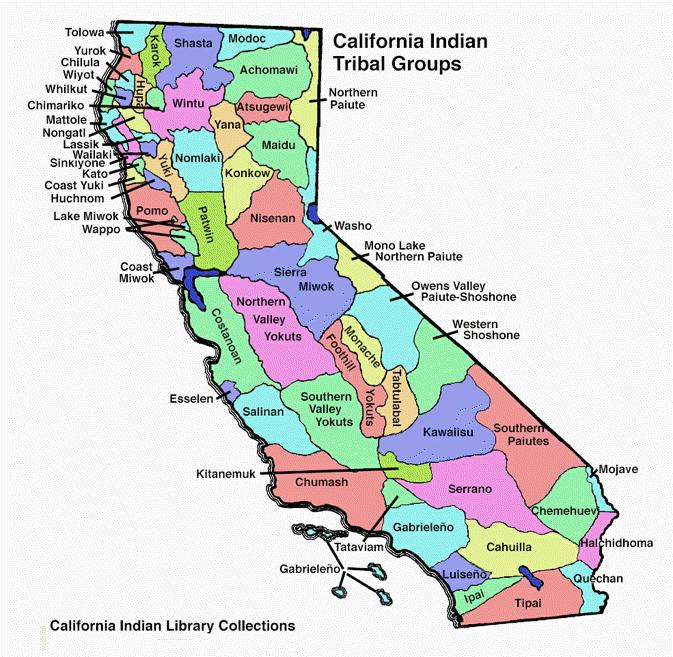 California Indian
Tribal Groups
Tolowa
Yurok
Chilula
Wiyot
Whilkut
Chimariko
Mattole
Nongatl
Lassik
Wailaki
Sinkiyone
Kato
Coast Yuki
Huchnom
Lake Miwok
Wappo
Coast
Miwok
Karok
Shasta
Modoc
Achomawi
Northern
Paiute
Hupa
Wintu
Atsugewi
Yana
Maidu
Nomlaki
Yuki
Konkow
Pomo
Patwin
Nisenan
Washo
Mono Lake
Northern Paiute
Sierra
Miwok
Owens Valley
Paiute-Shoshone
Northern
Valley
Yokuts
Costanoan
Western
Shoshone
Monache
Foothill
Yokuts
Tabtulabal
Esselen
Salinan
Southern
Valley
Yokuts
Kawaiisu
Southern
Paiutes
Kitanemuk
Chumash
Serrano
Mojave
Chemehuevi
Gabrieleño
Tataviam
Cahuilla
Halchidhoma
Gabrieleño
Luiseño
Quechan
Ipai
Tipai
California Indian Library Collections